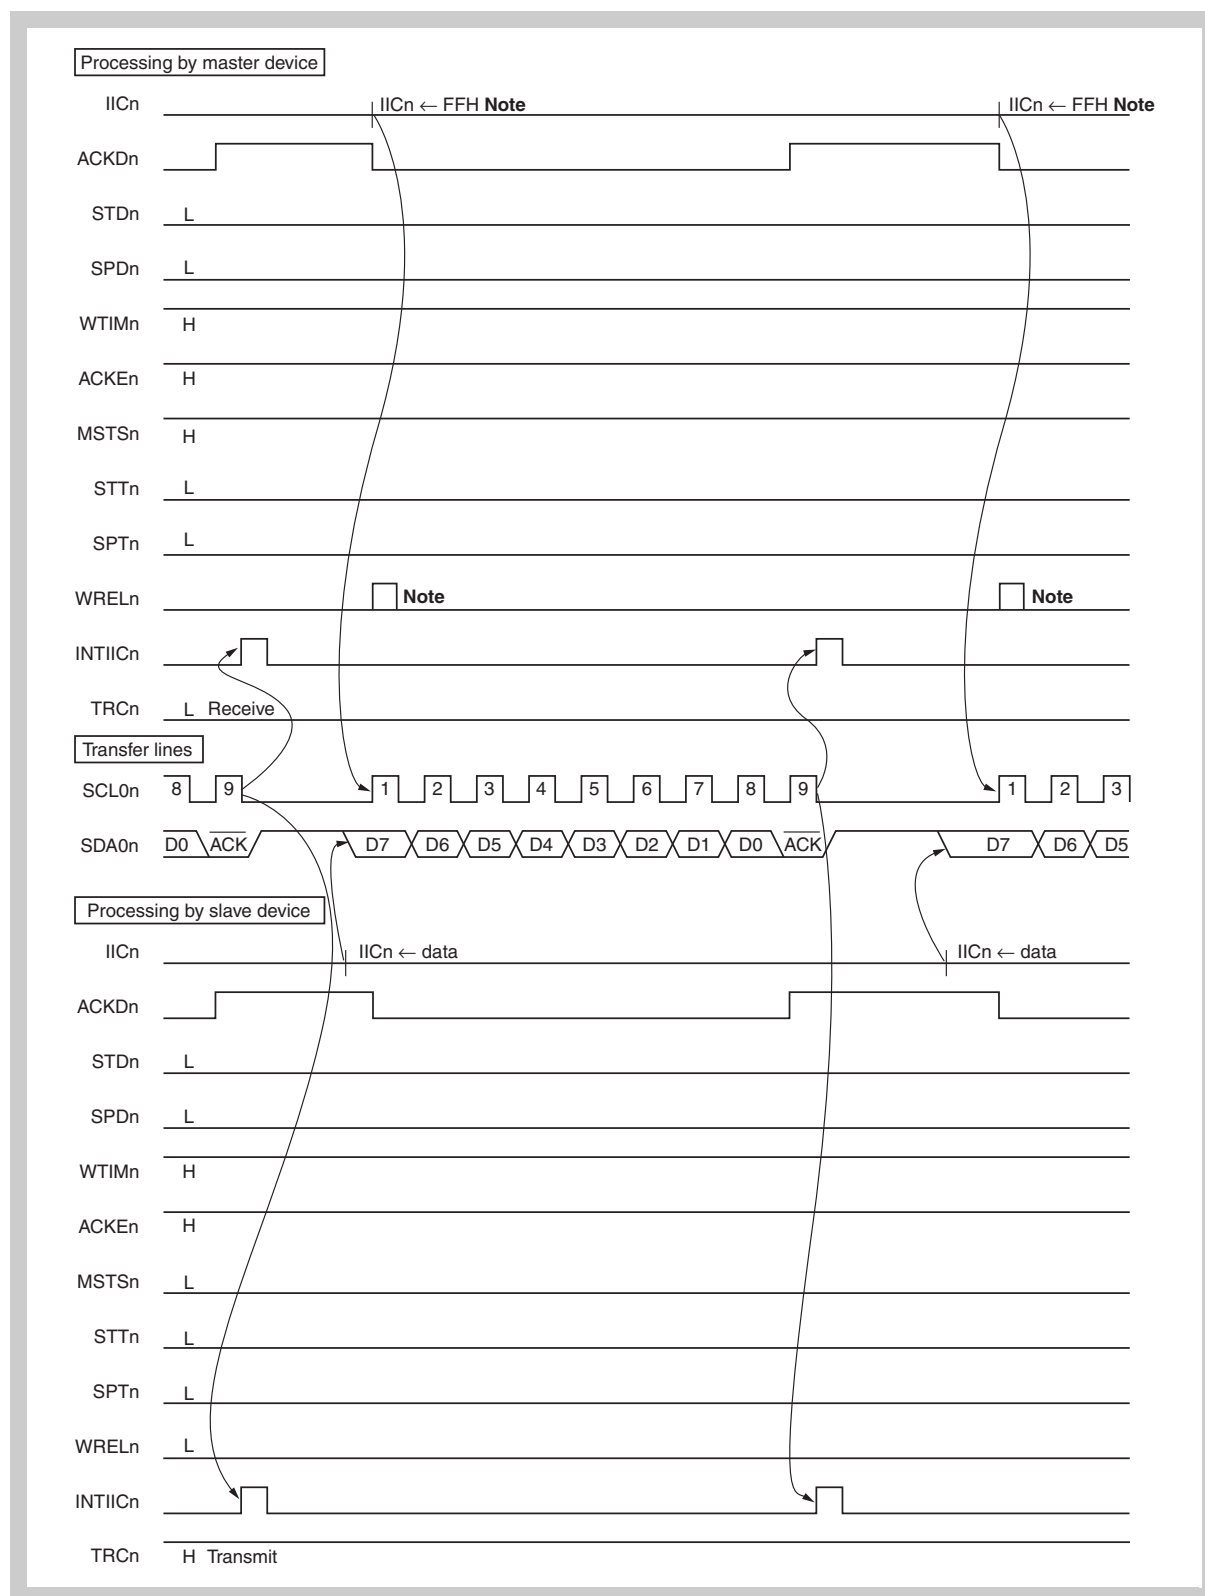 Processing by master device
IICn IICn ← FFH Note IICn ← FFH Note
ACKDn
STDn L
SPDn L
WTIMn H
ACKEn H
MSTSn H
STTn L
SPTn L
WRELn Note Note
INTIICn
TRCn L Receive
Transfer lines
SCL0n 8 9 1 2 3 4 5 6 7 8 9 1 2 3
SDA0n D0 ACK D7 D6 D5 D4 D3 D2 D1 D0 ACK D7 D6 D5
Processing by slave device
IICn IICn ← data IICn ← data
ACKDn
STDn L
SPDn L
WTIMn H
ACKEn H
MSTSn L
STTn L
SPTn L
WRELn L
INTIICn
TRCn H Transmit